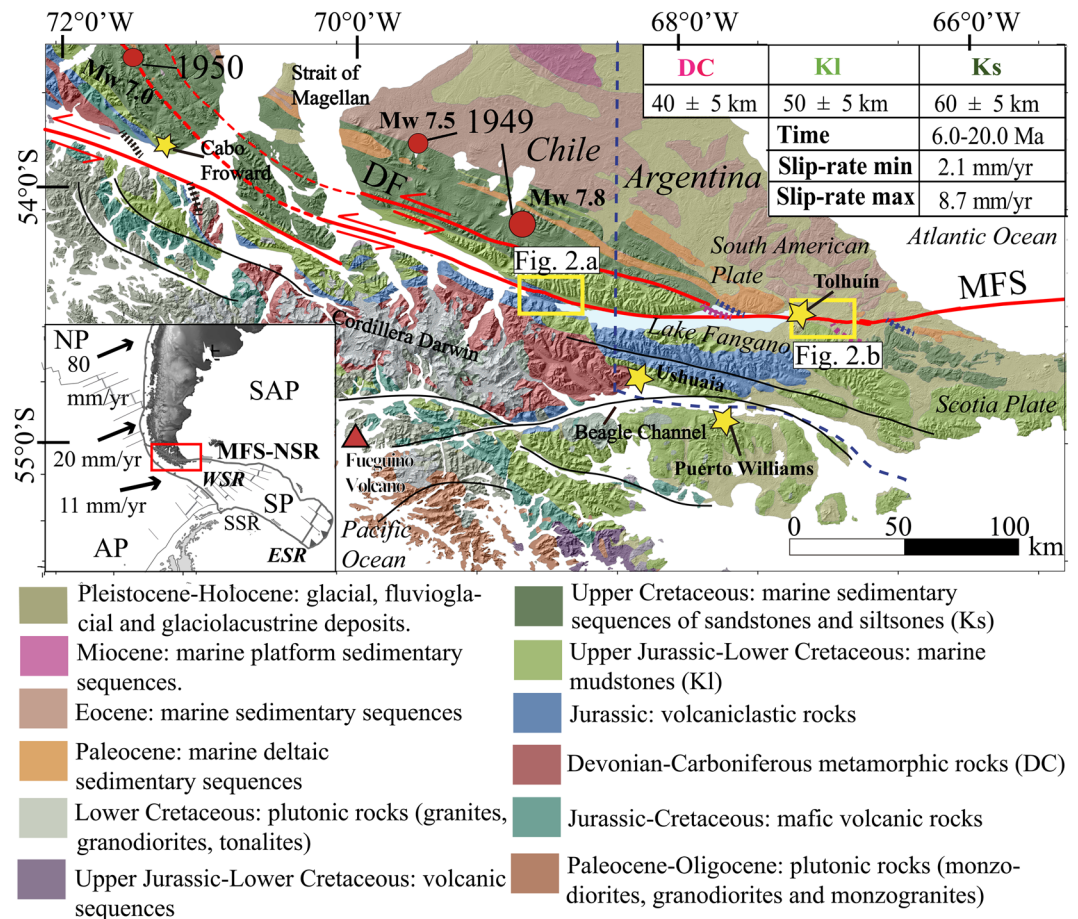 72°0'W
70°0'W
68°0'W
66°0'W
54°0'S
55°0'S
1950
Mw 7.0
Strait of
Magellan
Cabo
Froward
Mw 7.5
1949
Chile
DF
Mw 7.8
Argentina
DC
Kl
Ks
40 ± 5 km
50 ± 5 km
60 ± 5 km
Time
6.0-20.0 Ma
Slip-rate min
2.1 mm/yr
Slip-rate max
8.7 mm/yr
Atlantic Ocean
South American
Plate
Fig. 2.a
Tolhuín
MFS
Lake Fangano
Fig. 2.b
Cordillera Darwin
Ushuaia
Scotia Plate
Beagle Channel
Puerto Williams
Fueguino
Volcano
Pacific
Ocean
0
50
100
km
NP
80
mm/yr
SAP
20 mm/yr
MFS-NSR
WSR
11 mm/yr
SP
SSR
AP
ESR
Pleistocene-Holocene: glacial, fluviogla-
cial and glaciolacustrine deposits.
Miocene: marine platform sedimentary
sequences.
Eocene: marine sedimentary sequences
Paleocene: marine deltaic
sedimentary sequences
Lower Cretaceous: plutonic rocks (granites,
granodiorites, tonalites)
Upper Jurassic-Lower Cretaceous: volcanic
sequences
Upper Cretaceous: marine sedimentary
sequences of sandstones and siltsones (Ks)
Upper Jurassic-Lower Cretaceous: marine
mudstones (Kl)
Jurassic: volcaniclastic rocks
Devonian-Carboniferous metamorphic rocks (DC)
Jurassic-Cretaceous: mafic volcanic rocks
Paleocene-Oligocene: plutonic rocks (monzo-
diorites, granodiorites and monzogranites)